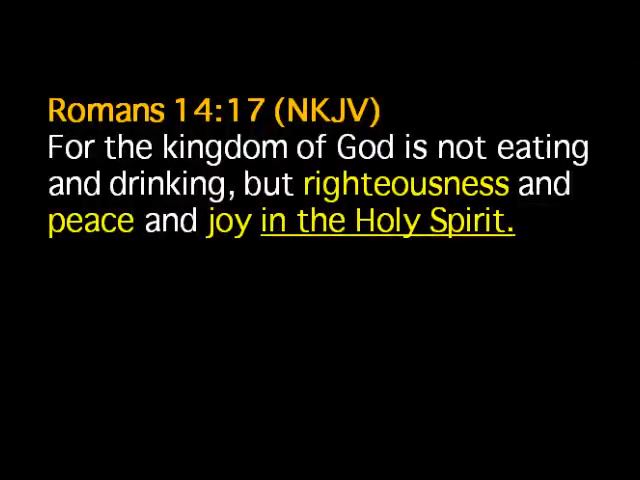 Romans 14:17 (NKJV)
For the kingdom of God is not eating
and drinking, but righteousness and
peace and joy in the Holy Spirit.